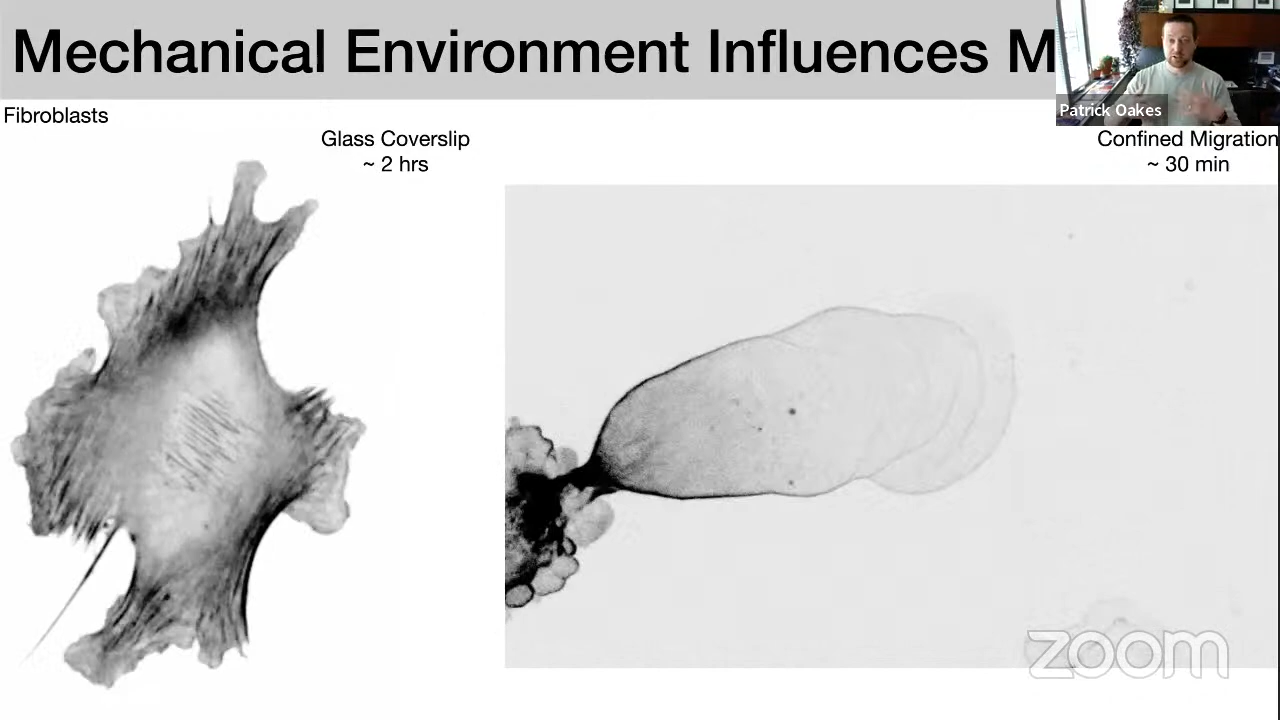 Mechanical Environment Influences M
Patrick Oakes
Fibroblasts
Glass Coverslip
~ 2 hrs
Confined Migration
~ 30 min
zoom